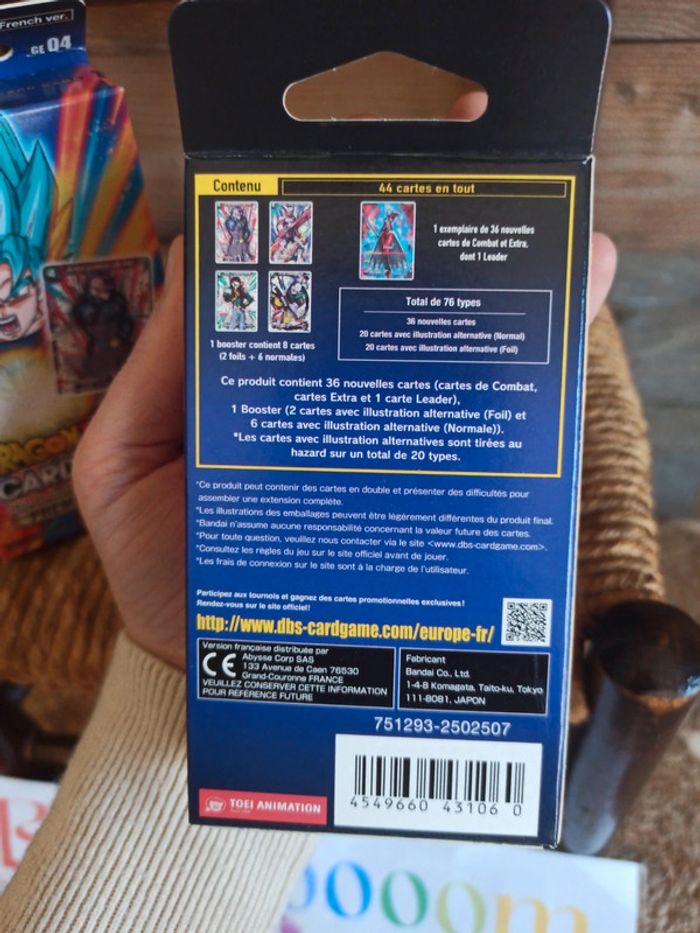 French ver.
GE 04
DRAGON
CARD
Contenu
44 cartes en tout
1 exemplaire de 36 nouvelles
cartes de Combat et Extra,
dont 1 Leader
1 booster contient 8 cartes
(2 foils + 6 normales)
Total de 76 types
36 nouvelles cartes
20 cartes avec illustration alternative (Normal)
20 cartes avec illustration alternative (Foil)
Ce produit contient 36 nouvelles cartes (cartes de Combat,
cartes Extra et 1 carte Leader),
1 Booster (2 cartes avec illustration alternative (Foil) et
6 cartes avec illustration alternative (Normale)).
*Les cartes avec illustration alternatives sont tirées au
hasard sur un total de 20 types.
*Ce produit peut contenir des cartes en double et présenter des difficultés pour
assembler une extension complète.
*Les illustrations des emballages peuvent être légèrement différentes du produit final.
*Bandai n'assume aucune responsabilité concernant la valeur future des cartes.
*Pour toute question, veuillez nous contacter via le site <www.dbs-cardgame.com>.
*Consultez les règles du jeu sur le site officiel avant de jouer.
*Les frais de connexion sur le site sont à la charge de l'utilisateur.
Participez aux tournois et gagnez des cartes promotionnelles exclusives!
Rendez-vous sur le site officiel!
http://www.dbs-cardgame.com/europe-fr/
Version française distribuée par
Abysse Corp SAS
133 Avenue de Caen 76530
Grand-Couronne FRANCE
VEUILLEZ CONSERVER CETTE INFORMATION
POUR REFERENCE FUTURE
CE
Fabricant
Bandai Co., Ltd.
1-4-8 Komagata, Taito-ku, Tokyo
111-8081, JAPON
751293-2502507
4549660 43106 0
TOEI ANIMATION
ooom